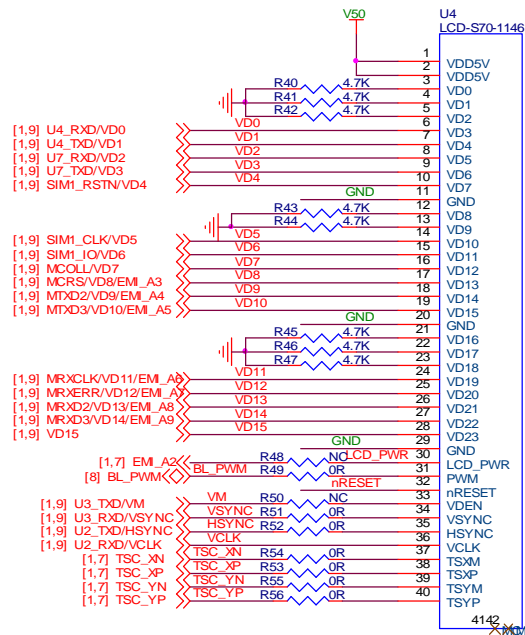 V50
U4
LCD-S70-1146
1 VDD5V
2 VDD5V
R40 4.7K 3 VD0
R41 4.7K 4 VD1
R42 4.7K 5 VD2
[1,9] U4_RXD/VD0 VD0 6 VD3
[1,9] U4_TXD/VD1 VD1 7 VD4
[1,9] U7_RXD/VD2 VD2 8 VD5
[1,9] U7_TXD/VD3 VD3 9 VD6
[1,9] SIM1_RSTN/VD4 VD4 10 VD7
GND 11 GND
R43 4.7K 12 VD8
R44 4.7K 13 VD9
[1,9] SIM1_CLK/VD5 VD5 14 VD10
[1,9] SIM1_IO/VD6 VD6 15 VD11
[1,9] MCOLL/VD7 VD7 16 VD12
[1,9] MCRS/VD8/EMI_A3 VD8 17 VD13
[1,9] MTXD2/VD9/EMI_A4 VD9 18 VD14
[1,9] MTXD3/VD10/EMI_A5 VD10 19 VD15
GND 20 GND
R45 4.7K 21 VD16
R46 4.7K 22 VD17
R47 4.7K 23 VD18
[1,9] MRXCLK/VD11/EMI_A6 VD11 24 VD19
[1,9] MRXERR/VD12/EMI_A7 VD12 25 VD20
[1,9] MRXD2/VD13/EMI_A8 VD13 26 VD21
[1,9] MRXD3/VD14/EMI_A9 VD14 27 VD22
[1,9] VD15 VD15 28 VD23
GND 29 GND
[1,7] EMI_A2 R48 NC LCD_PWR 30 LCD_PWR
[8] BL_PWM BL_PWM R49 0R 31 PWM
nRESET 32 nRESET
[1,9] U3_TXD/VM VM R50 NC 33 VDEN
[1,9] U3_RXD/VSYNC VSYNC R51 0R 34 VSYNC
[1,9] U2_TXD/HSYNC HSYNC R52 0R 35 HSYNC
[1,9] U2_RXD/VCLK VCLK 36 VCLK
[1,7] TSC_XN TSC_XN R54 0R 37 TSXM
[1,7] TSC_XP TSC_XP R53 0R 38 TSXP
[1,7] TSC_YN TSC_YN R55 0R 39 TSYM
[1,7] TSC_YP TSC_YP R56 0R 40 TSYP
4142